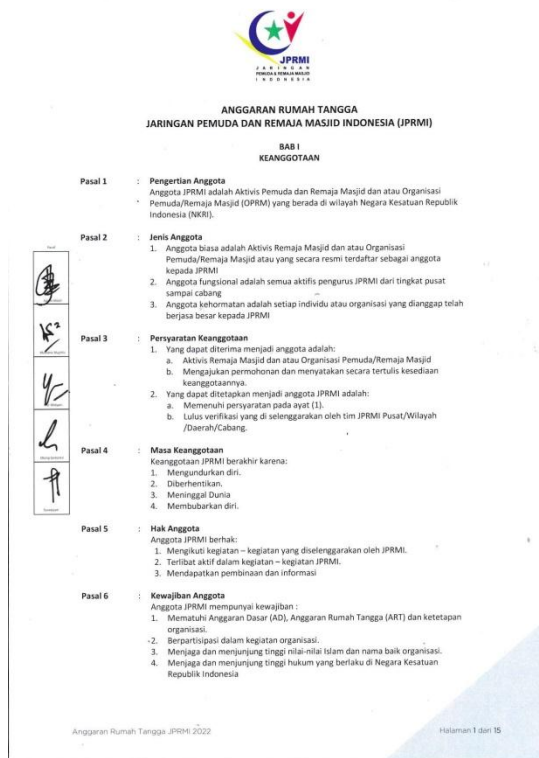 JPRMI
JARINGAN
PEMUDA & REMAJA MASJID
INDONESIA
ANGGARAN RUMAH TANGGA
JARINGAN PEMUDA DAN REMAJA MASJID INDONESIA (JPRMI)
BAB I
KEANGGOTAAN
Pasal 1 : Pengertian Anggota
Anggota JPRMI adalah Aktivis Pemuda dan Remaja Masjid dan atau Organisasi
Pemuda/Remaja Masjid (OPRM) yang berada di wilayah Negara Kesatuan Republik
Indonesia (NKRI).
Pasal 2 : Jenis Anggota
1. Anggota biasa adalah Aktivis Remaja Masjid dan atau Organisasi
Pemuda/Remaja Masjid atau yang secara resmi terdaftar sebagai anggota
kepada JPRMI
2. Anggota fungsional adalah semua aktifis pengurus JPRMI dari tingkat pusat
sampai cabang
3. Anggota kehormatan adalah setiap individu atau organisasi yang dianggap telah
berjasa besar kepada JPRMI
Pasal 3 : Persyaratan Keanggotaan
1. Yang dapat diterima menjadi anggota adalah:
a. Aktivis Remaja Masjid dan atau Organisasi Pemuda/Remaja Masjid
b. Mengajukan permohonan dan menyatakan secara tertulis kesediaan
keanggotaannya.
2. Yang dapat ditetapkan menjadi anggota JPRMI adalah:
a. Memenuhi persyaratan pada ayat (1).
b. Lulus verifikasi yang di selenggarakan oleh tim JPRMI Pusat/Wilayah
/Daerah/Cabang.
Pasal 4 : Masa Keanggotaan
Keanggotaan JPRMI berakhir karena:
1. Mengundurkan diri.
2. Diberhentikan.
3. Meninggal Dunia
4. Membubarkan diri.
Pasal 5 : Hak Anggota
Anggota JPRMI berhak:
1. Mengikuti kegiatan – kegiatan yang diselenggarakan oleh JPRMI.
2. Terlibat aktif dalam kegiatan – kegiatan JPRMI.
3. Mendapatkan pembinaan dan informasi
Pasal 6 : Kewajiban Anggota
Anggota JPRMI mempunyai kewajiban :
1. Mematuhi Anggaran Dasar (AD), Anggaran Rumah Tangga (ART) dan ketetapan
organisasi.
2. Berpartisipasi dalam kegiatan organisasi.
3. Menjaga dan menjunjung tinggi nilai-nilai Islam dan nama baik organisasi.
4. Menjaga dan menjunjung tinggi hukum yang berlaku di Negara Kesatuan
Republik Indonesia
Anggaran Rumah Tangga JPRMI 2022
Halaman 1 dari 15